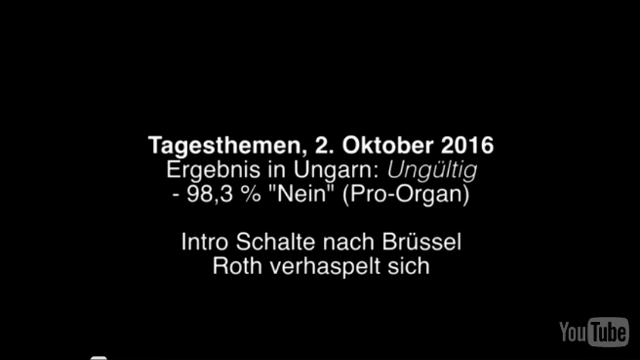 Tagesthemen, 2. Oktober 2016
Ergebnis in Ungarn: Ungültig
- 98,3 % "Nein" (Pro-Organ)
Intro Schalte nach Brüssel
Roth verhaspelt sich
YouTube